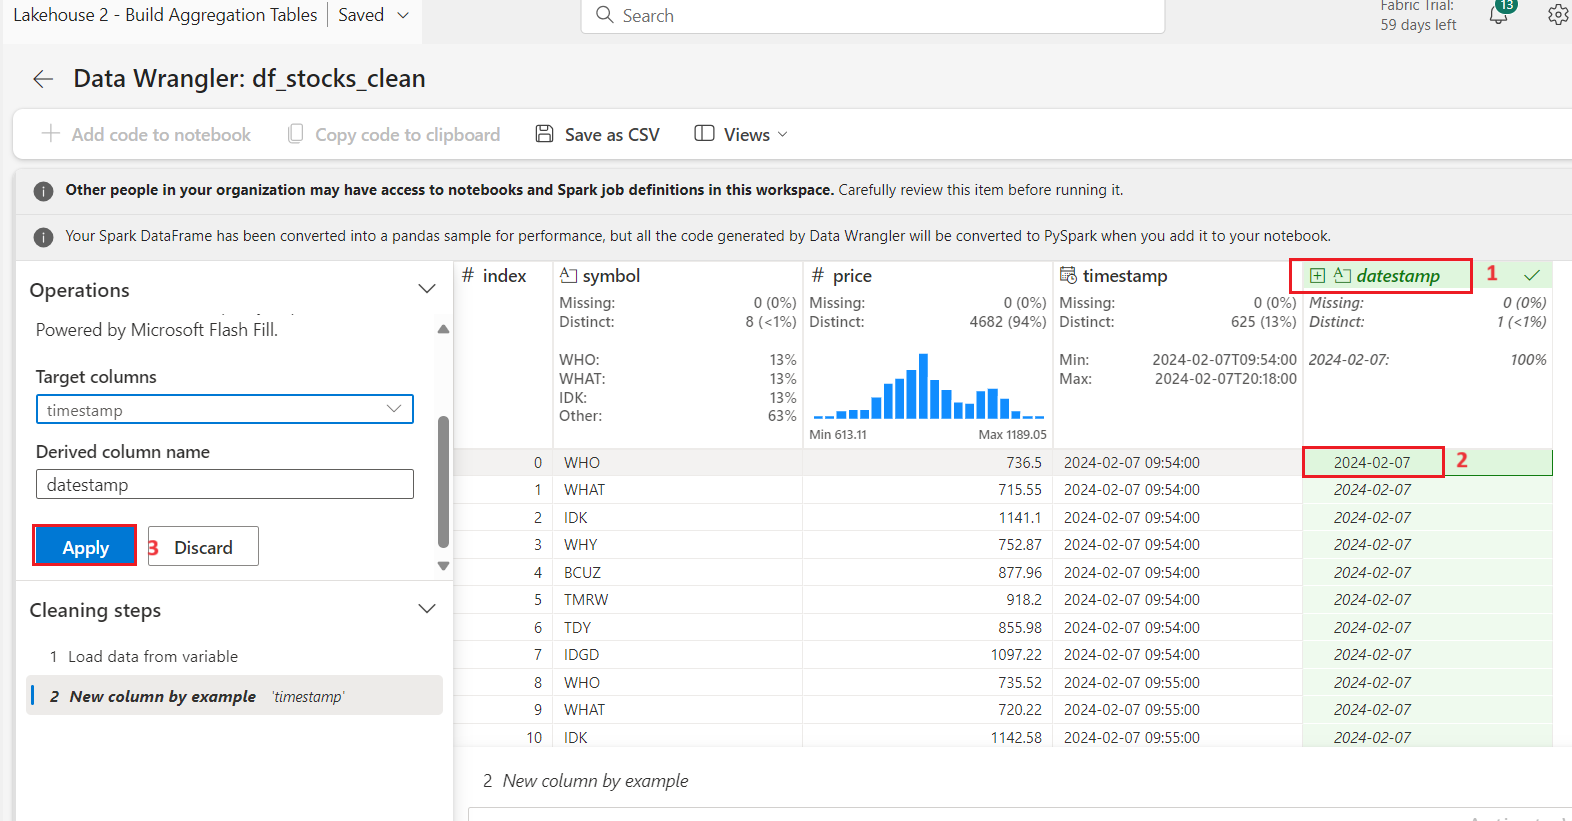 Lakehouse 2 - Build Aggregation Tables Saved
Search
Fabric Trial:
59 days left
13
Data Wrangler: df_stocks_clean
Add code to notebook Copy code to clipboard Save as CSV Views
Other people in your organization may have access to notebooks and Spark job definitions in this workspace. Carefully review this item before running it.
Your Spark DataFrame has been converted into a pandas sample for performance, but all the code generated by Data Wrangler will be converted to PySpark when you add it to your notebook.
Operations
Powered by Microsoft Flash Fill.
Target columns
timestamp
Derived column name
datestamp
Apply 3 Discard
Cleaning steps
1 Load data from variable
2 New column by example 'timestamp'
# index A symbol # price timestamp A datestamp 1
Missing: 0 (0%) Missing: 0 (0%) Missing: 0 (0%) Missing: 0 (0%)
Distinct: 8 (<1%) Distinct: 4682 (94%) Distinct: 625 (13%) Distinct: 1 (<1%)
WHO: 13% Min: 2024-02-07T09:54:00 2024-02-07: 100%
WHAT: 13% Max: 2024-02-07T20:18:00
IDK: 13%
Other: 63%
Min 613.11 Max 1189.05
0 WHO 736.5 2024-02-07 09:54:00 2024-02-07 2
1 WHAT 715.55 2024-02-07 09:54:00 2024-02-07
2 IDK 1141.1 2024-02-07 09:54:00 2024-02-07
3 WHY 752.87 2024-02-07 09:54:00 2024-02-07
4 BCUZ 877.96 2024-02-07 09:54:00 2024-02-07
5 TMRW 918.2 2024-02-07 09:54:00 2024-02-07
6 TDY 855.98 2024-02-07 09:54:00 2024-02-07
7 IDGD 1097.22 2024-02-07 09:54:00 2024-02-07
8 WHO 735.52 2024-02-07 09:55:00 2024-02-07
9 WHAT 720.22 2024-02-07 09:55:00 2024-02-07
10 IDK 1142.58 2024-02-07 09:55:00 2024-02-07
2 New column by example